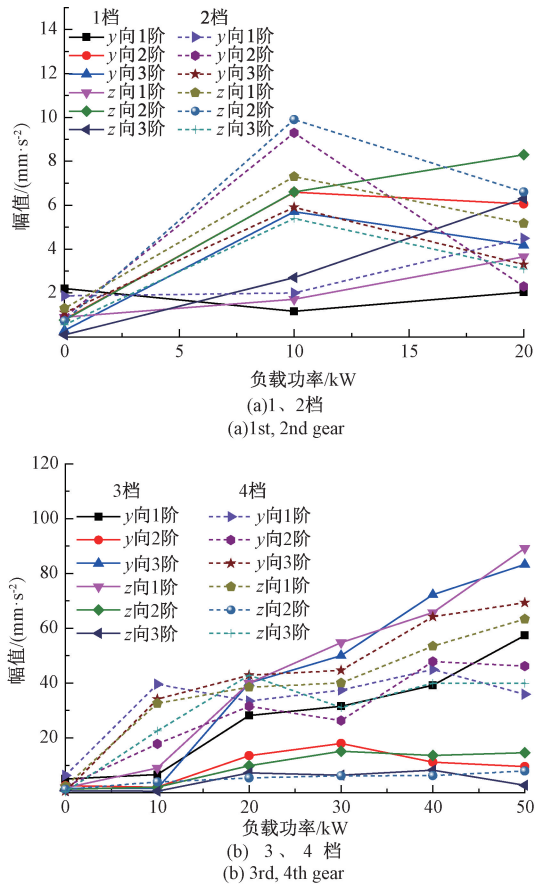 14
12
10
8
6
4
2
幅值/(mm·s-2)
1档 2档
y向1阶 y向1阶
y向2阶 y向2阶
y向3阶 y向3阶
z向1阶 z向1阶
z向2阶 z向2阶
z向3阶 z向3阶
0 5 10 15 20
负载功率/kW
(a)1、2档
(a)1st, 2nd gear
120
100
80
60
40
20
幅值/(mm·s-2)
3档 4档
y向1阶 y向1阶
y向2阶 y向2阶
y向3阶 y向3阶
z向1阶 z向1阶
z向2阶 z向2阶
z向3阶 z向3阶
0 10 20 30 40 50
负载功率/kW
(b) 3、4 档
(b) 3rd, 4th gear